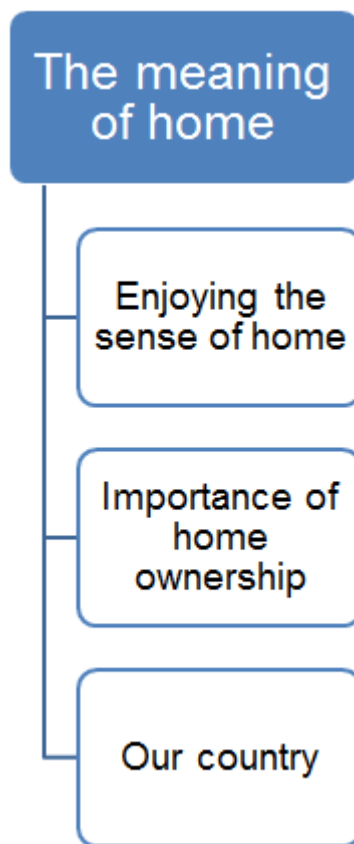 The meaning
of home
Enjoying the
sense of home
Importance of
home
ownership
Our country